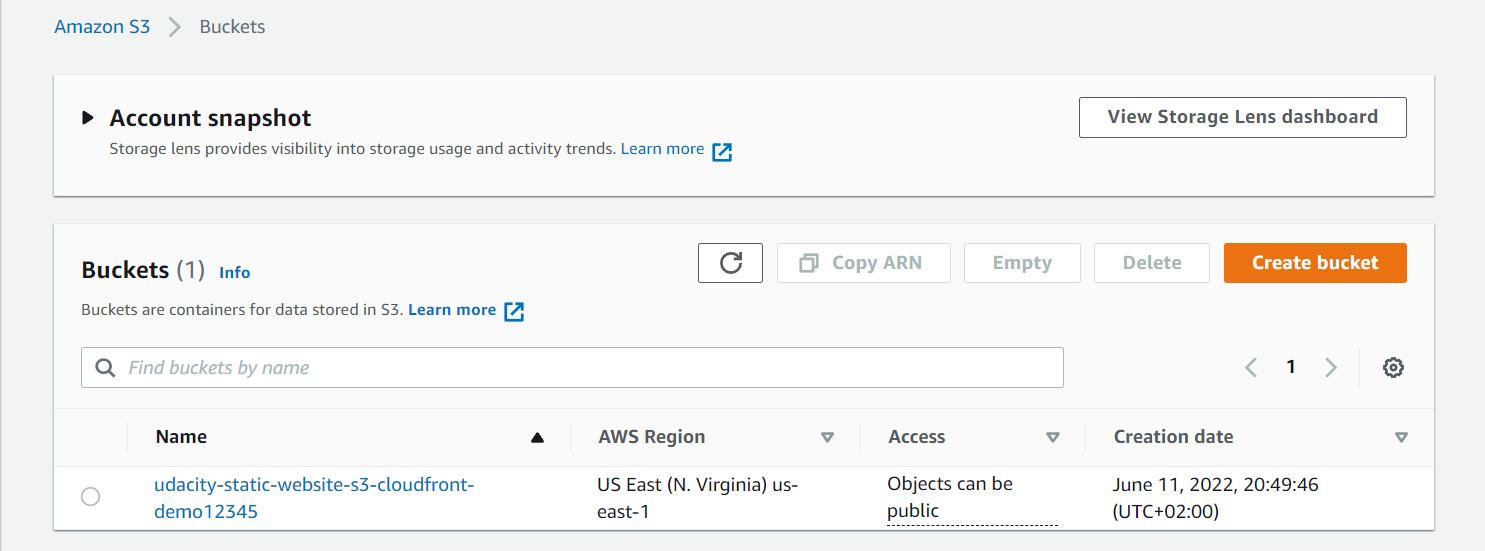 Amazon S3 > Buckets
Account snapshot
View Storage Lens dashboard
Storage lens provides visibility into storage usage and activity trends. Learn more
Buckets (1) Info
Copy ARN
Empty
Delete
Create bucket
Buckets are containers for data stored in S3. Learn more
Find buckets by name
1
Name
AWS Region
Access
Creation date
udacity-static-website-s3-cloudfront-
demo12345
US East (N. Virginia) us-
east-1
Objects can be
public
June 11, 2022, 20:49:46
(UTC+02:00)